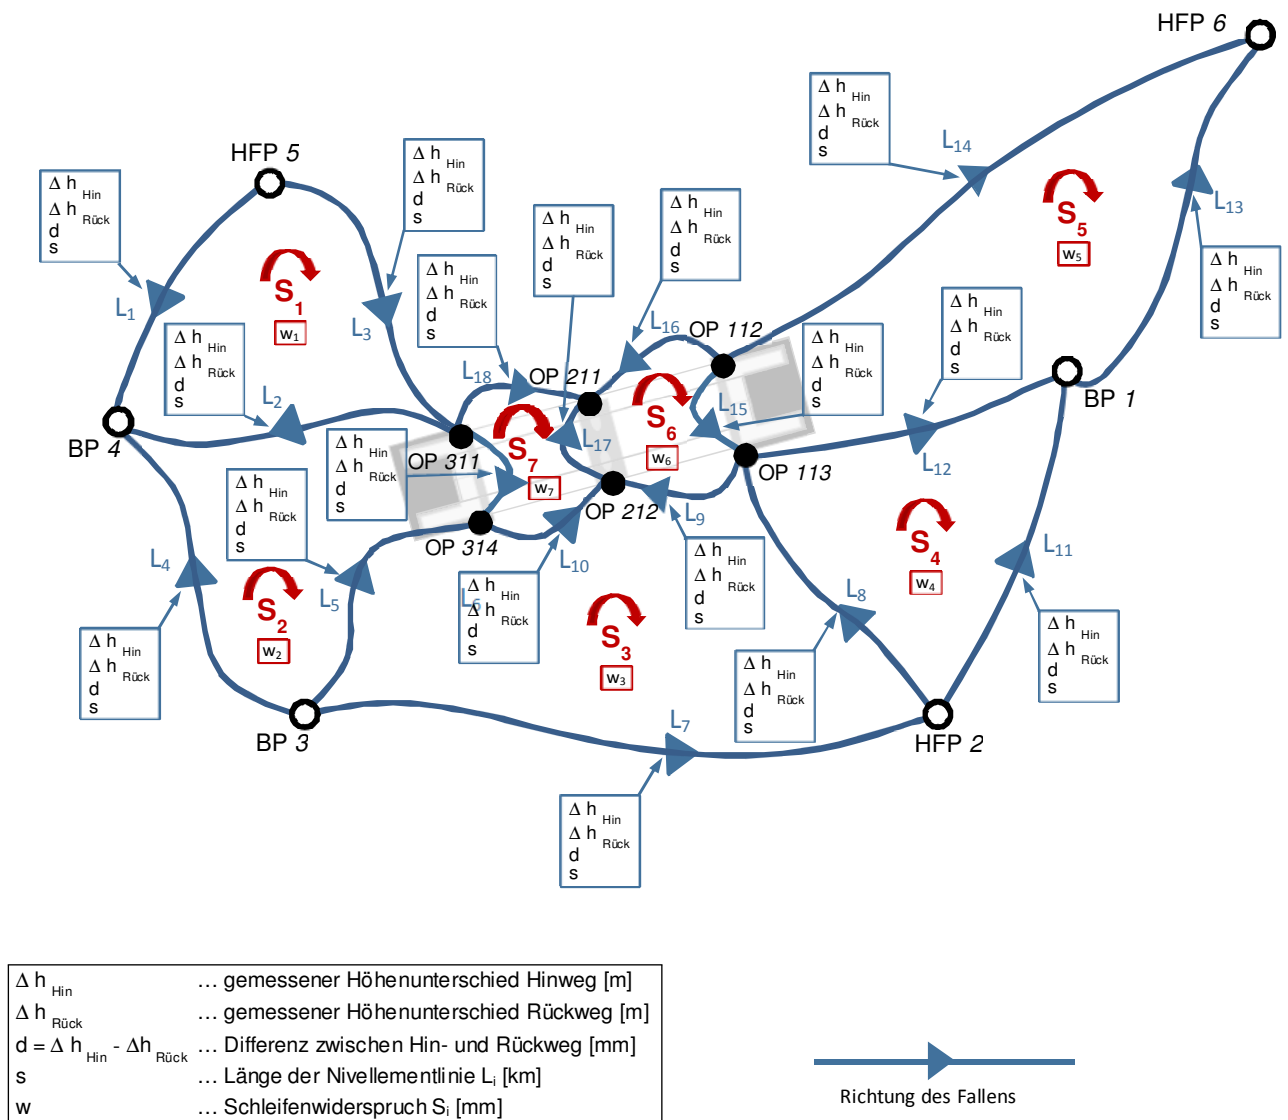 HFP 6
Δ h Hin
Δ h Rück
d
s
L14
HFP 5
Δ h Hin
Δ h Rück
d
s
Δ h Hin
Δ h Rück
d
s
S5
w5
L13
Δ h Hin
Δ h Rück
d
s
Δ h Hin
Δ h Rück
d
s
Δ h Hin
Δ h Rück
d
s
S1
w1
L1
L3
Δ h Hin
Δ h Rück
d
s
Δ h Hin
Δ h Rück
d
s
Δ h Hin
Δ h Rück
d
s
L16
OP 112
Δ h Hin
Δ h Rück
d
s
Δ h Hin
Δ h Rück
d
s
L18
OP 211
L2
BP 4
BP 1
S6
w6
L15
S7
w7
L17
L12
OP 311
OP 113
Δ h Hin
Δ h Rück
d
s
OP 212
L9
Δ h Hin
Δ h Rück
d
s
OP 314
L10
S4
w4
L11
L4
L5
S2
w2
L6
Δ h Hin
Δ h Rück
d
s
Δ h Hin
Δ h Rück
d
s
L8
S3
w3
Δ h Hin
Δ h Rück
d
s
Δ h Hin
Δ h Rück
d
s
Δ h Hin
Δ h Rück
d
s
BP 3
L7
HFP 2
Δ h Hin
Δ h Rück
d
s
Δ h Hin … gemessener Höhenunterschied Hinweg [m]
Δ h Rück … gemessener Höhenunterschied Rückweg [m]
d = Δ h Hin - Δh Rück … Differenz zwischen Hin- und Rückweg [mm]
s … Länge der Nivellementlinie Li [km]
w … Schleifenwiderspruch Si [mm]
Richtung des Fallens